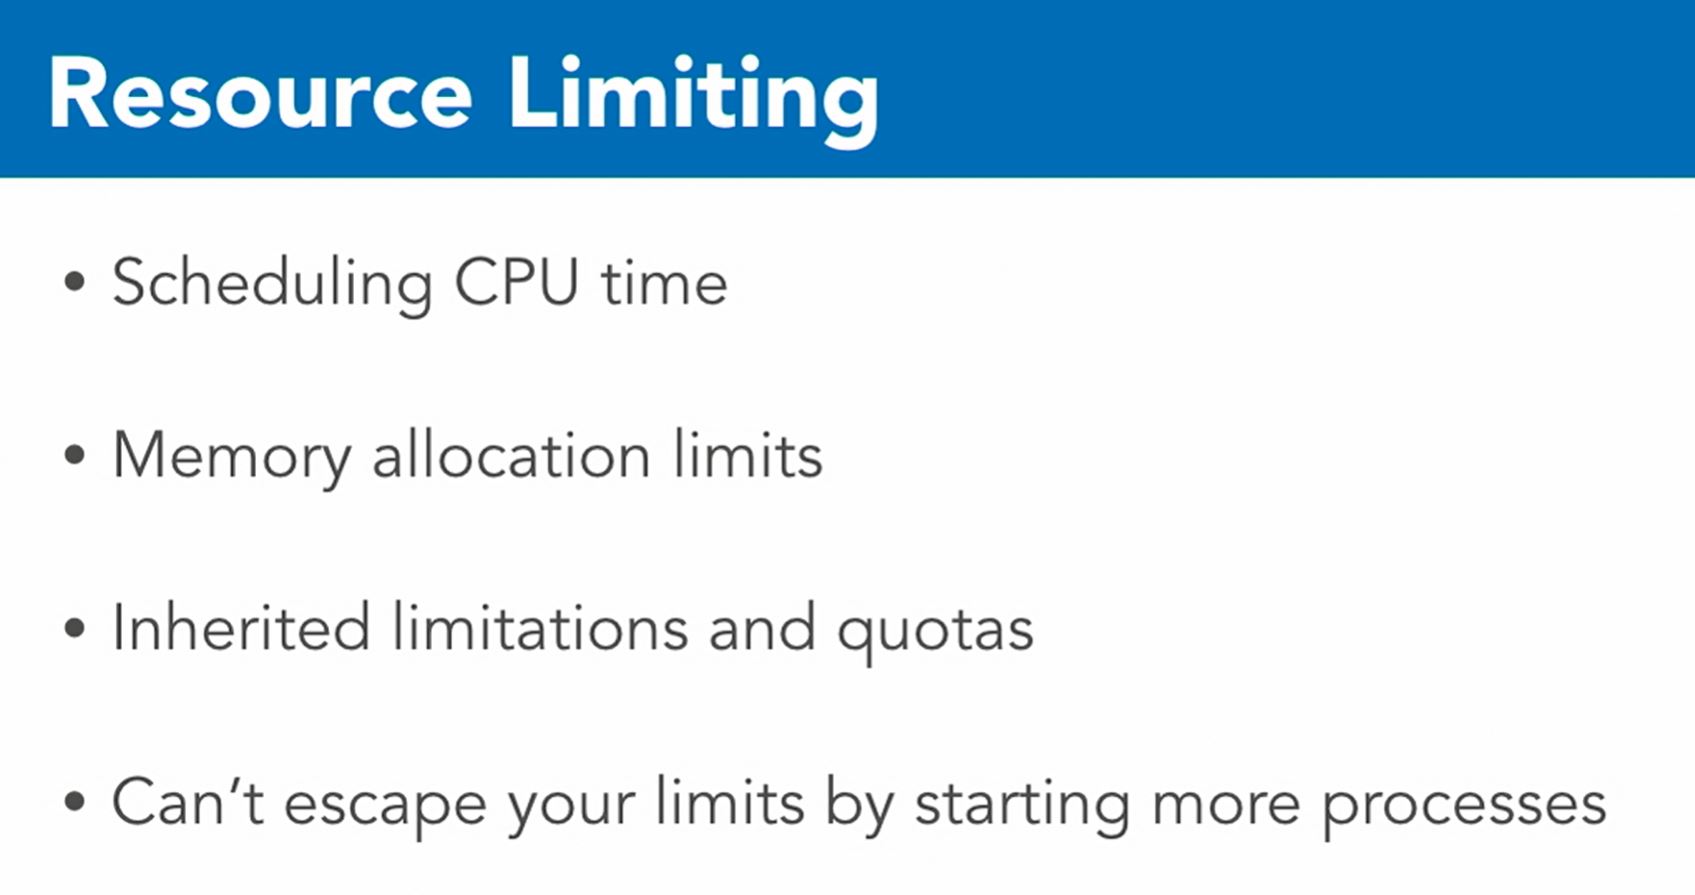 Resource Limiting
• Scheduling CPU time
• Memory allocation limits
• Inherited limitations and quotas
• Can’t escape your limits by starting more processes